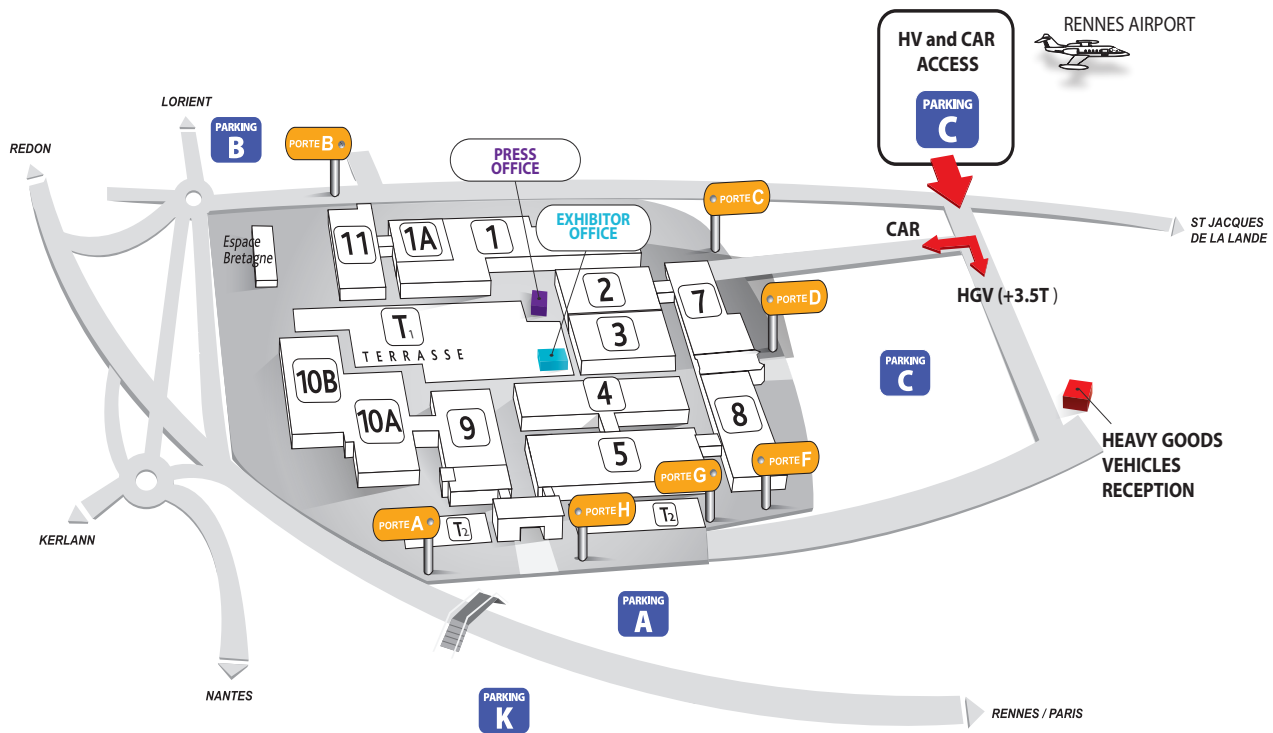 RENNES AIRPORT
HV and CAR
ACCESS
PARKING
C
LORIENT
REDON
PARKING
B
PORTE B
PRESS
OFFICE
PORTE C
EXHIBITOR
OFFICE
ST JACQUES
DE LA LANDE
CAR
HGV (+3.5T )
Espace
Bretagne
11
1A
1
2
7
PORTE D
T1
TERRASSE
3
PARKING
C
10B
10A
9
4
8
5
HEAVY GOODS
VEHICLES
RECEPTION
PORTE F
PORTE G
PORTE H
PORTE A
T2
T2
KERLANN
PARKING
A
NANTES
PARKING
K
RENNES / PARIS